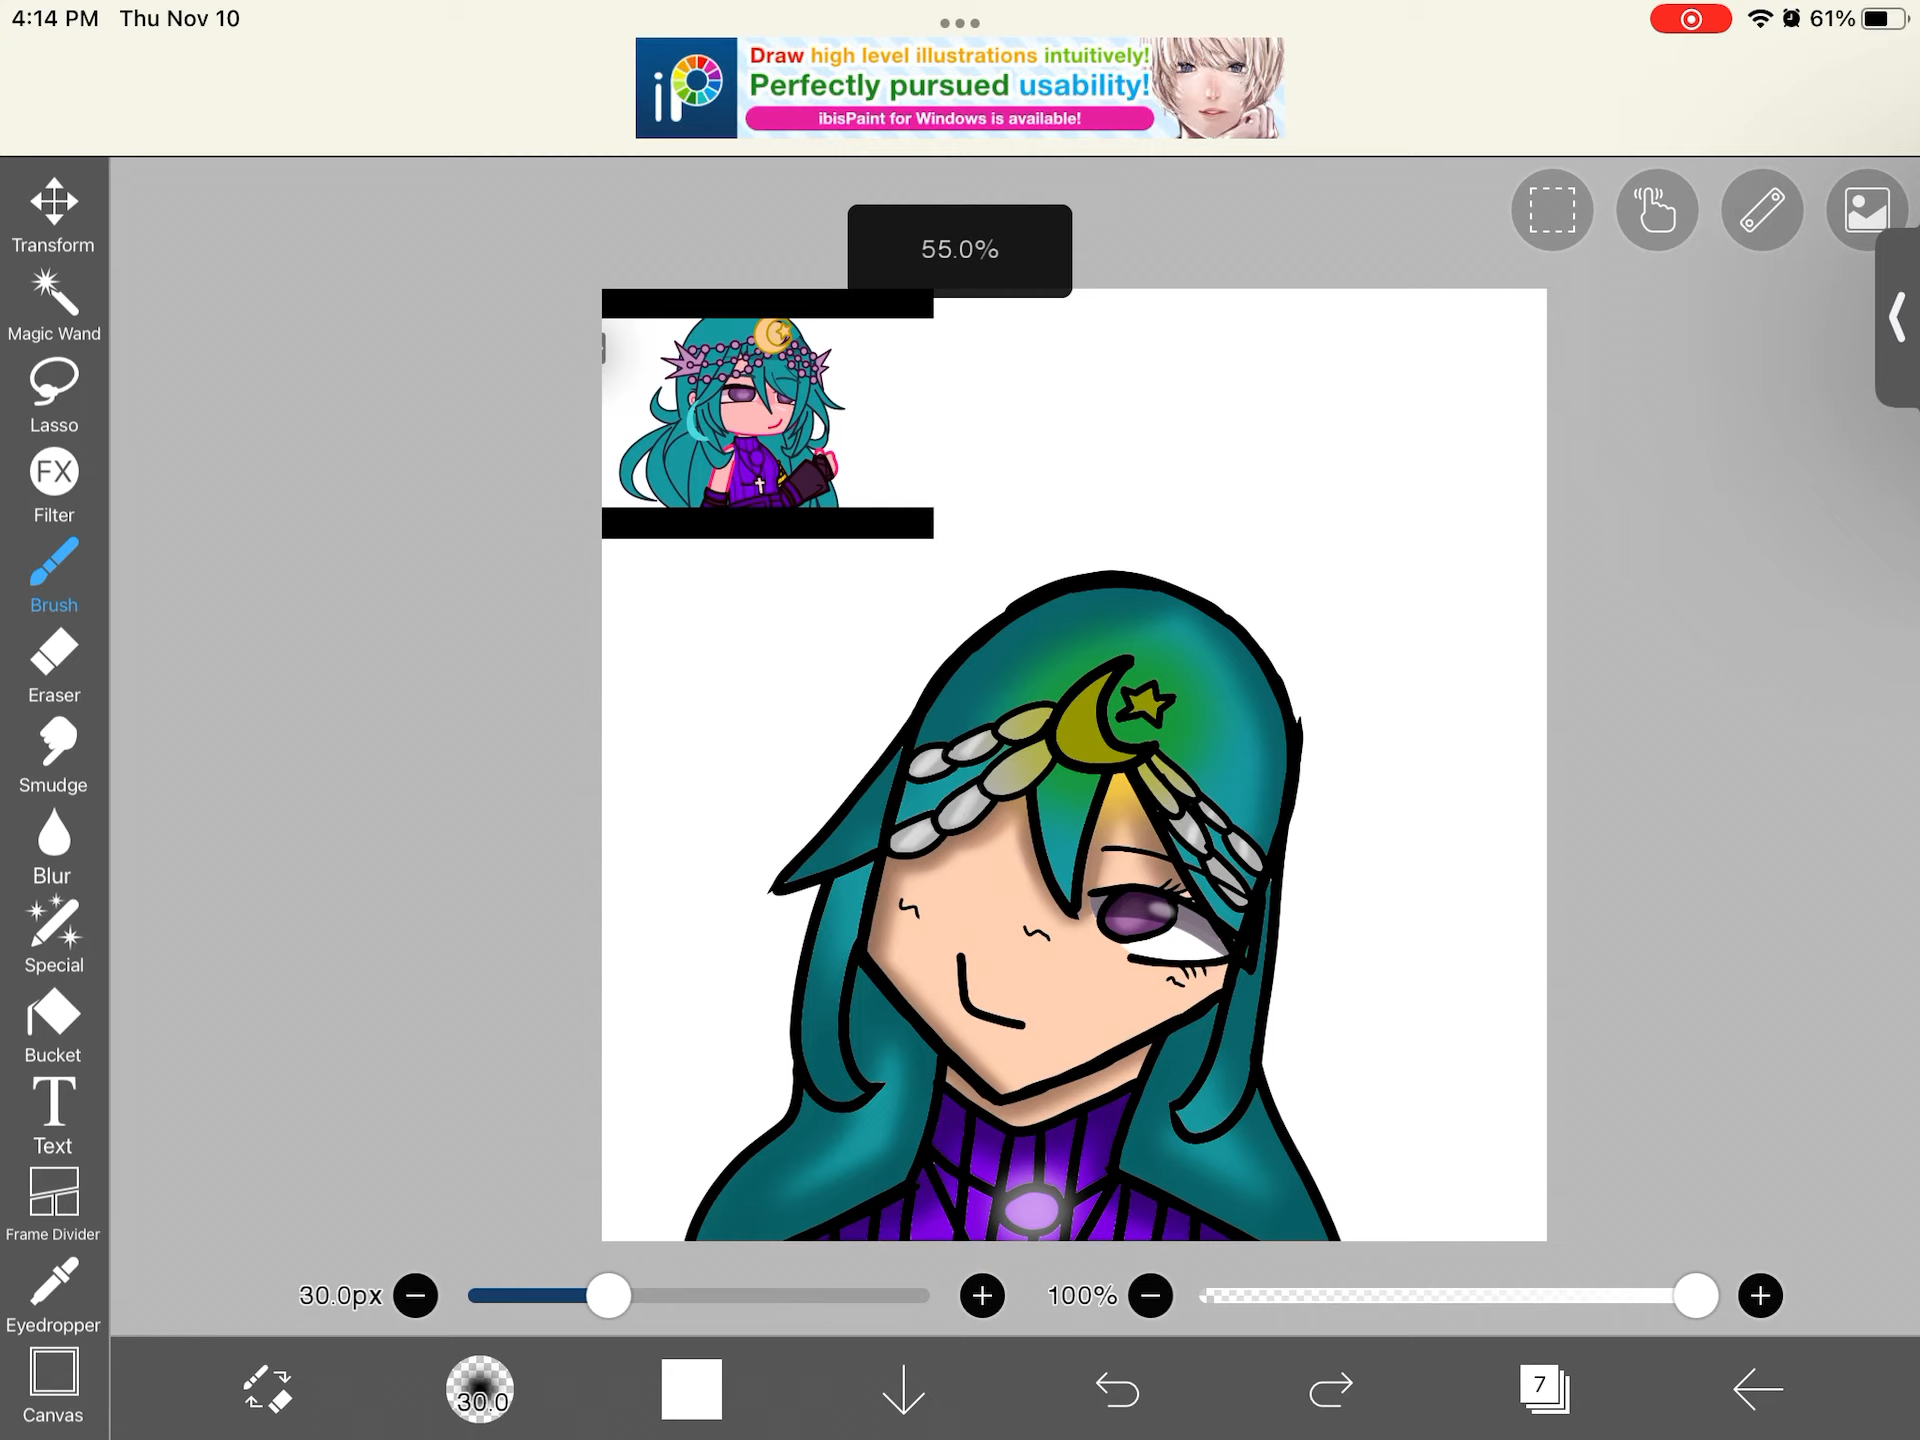 4:14 PM Thu Nov 10
61%
iP
Draw high level illustrations intuitively!
Perfectly pursued usability!
ibisPaint for Windows is available!
Transform
Magic Wand
Lasso
FX
Filter
Brush
Eraser
Smudge
Blur
Special
Bucket
T
Text
Frame Divider
Eyedropper
Canvas
55.0%
30.0px
100%
30.0
7